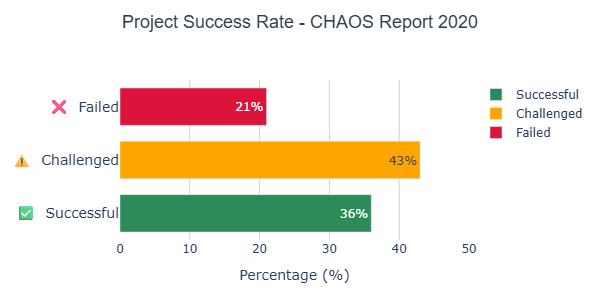 Project Success Rate - CHAOS Report 2020
Failed 21%
Challenged 43%
Successful 36%
0 10 20 30 40 50
Percentage (%)
Successful
Challenged
Failed